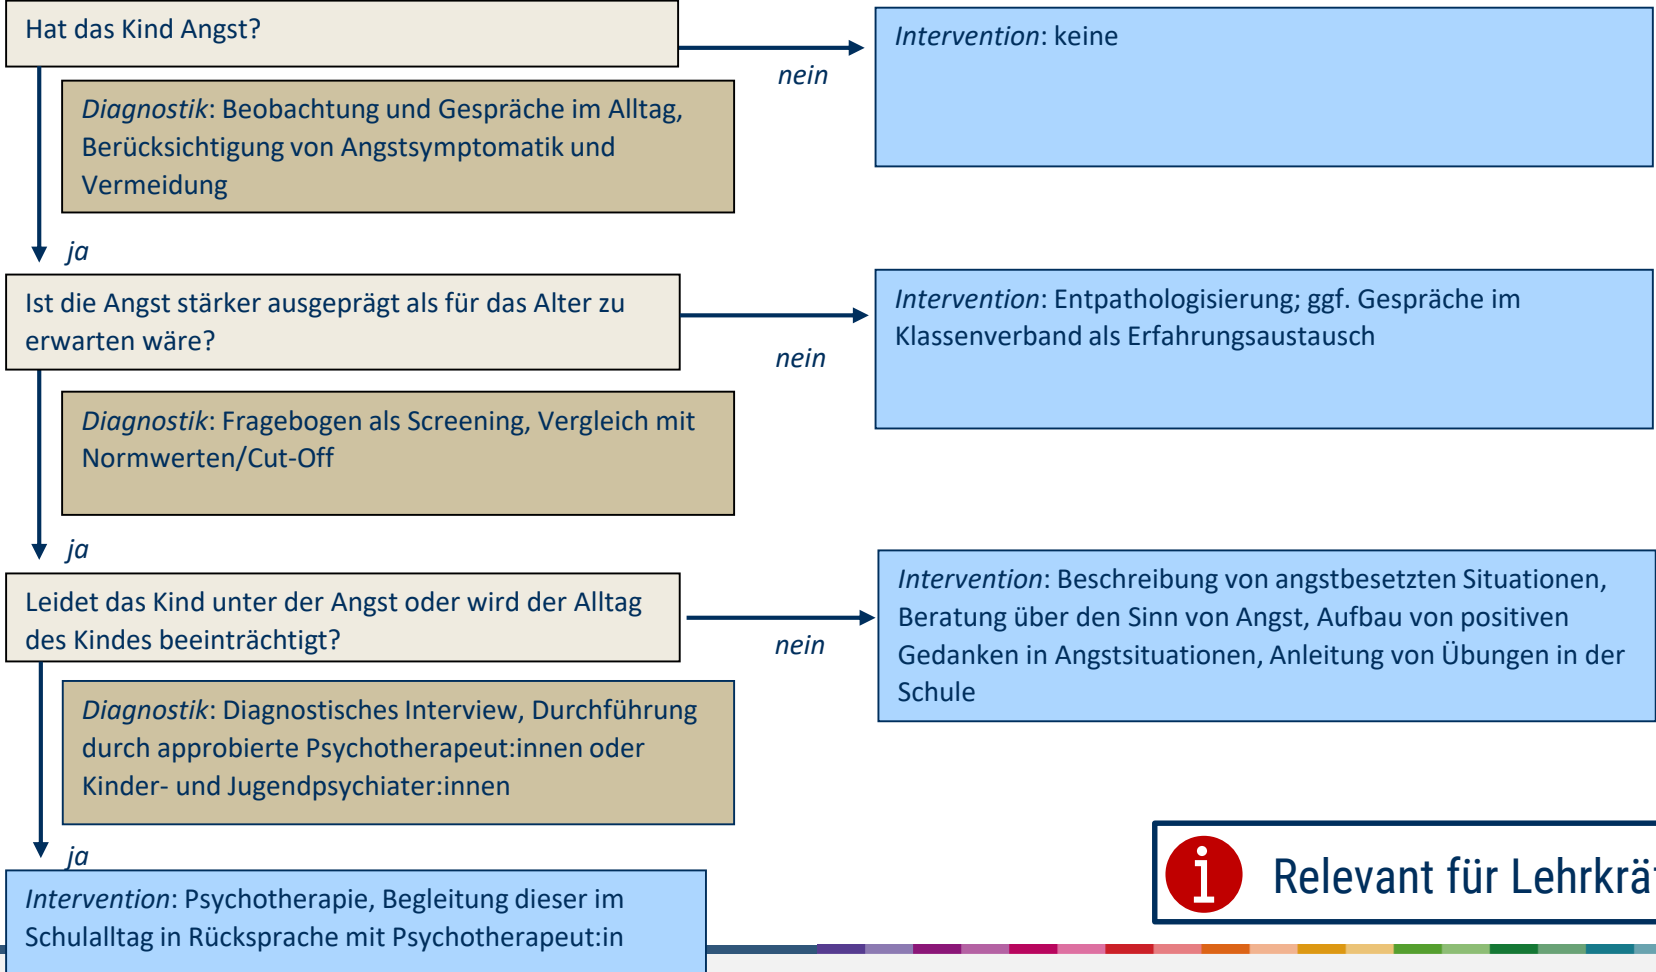 Hat das Kind Angst?
Intervention: keine
nein
Diagnostik: Beobachtung und Gespräche im Alltag,
Berücksichtigung von Angstsymptomatik und
Vermeidung
ja
Ist die Angst stärker ausgeprägt als für das Alter zu
erwarten wäre?
Intervention: Entpathologisierung; ggf. Gespräche im
Klassenverband als Erfahrungsaustausch
nein
Diagnostik: Fragebogen als Screening, Vergleich mit
Normwerten/Cut-Off
ja
Leidet das Kind unter der Angst oder wird der Alltag
des Kindes beeinträchtigt?
Intervention: Beschreibung von angstbesetzten Situationen,
Beratung über den Sinn von Angst, Aufbau von positiven
Gedanken in Angstsituationen, Anleitung von Übungen in der
Schule
nein
Diagnostik: Diagnostisches Interview, Durchführung
durch approbierte Psychotherapeut:innen oder
Kinder- und Jugendpsychiater:innen
ja
Intervention: Psychotherapie, Begleitung dieser im
Schulalltag in Rücksprache mit Psychotherapeut:in
i Relevant für